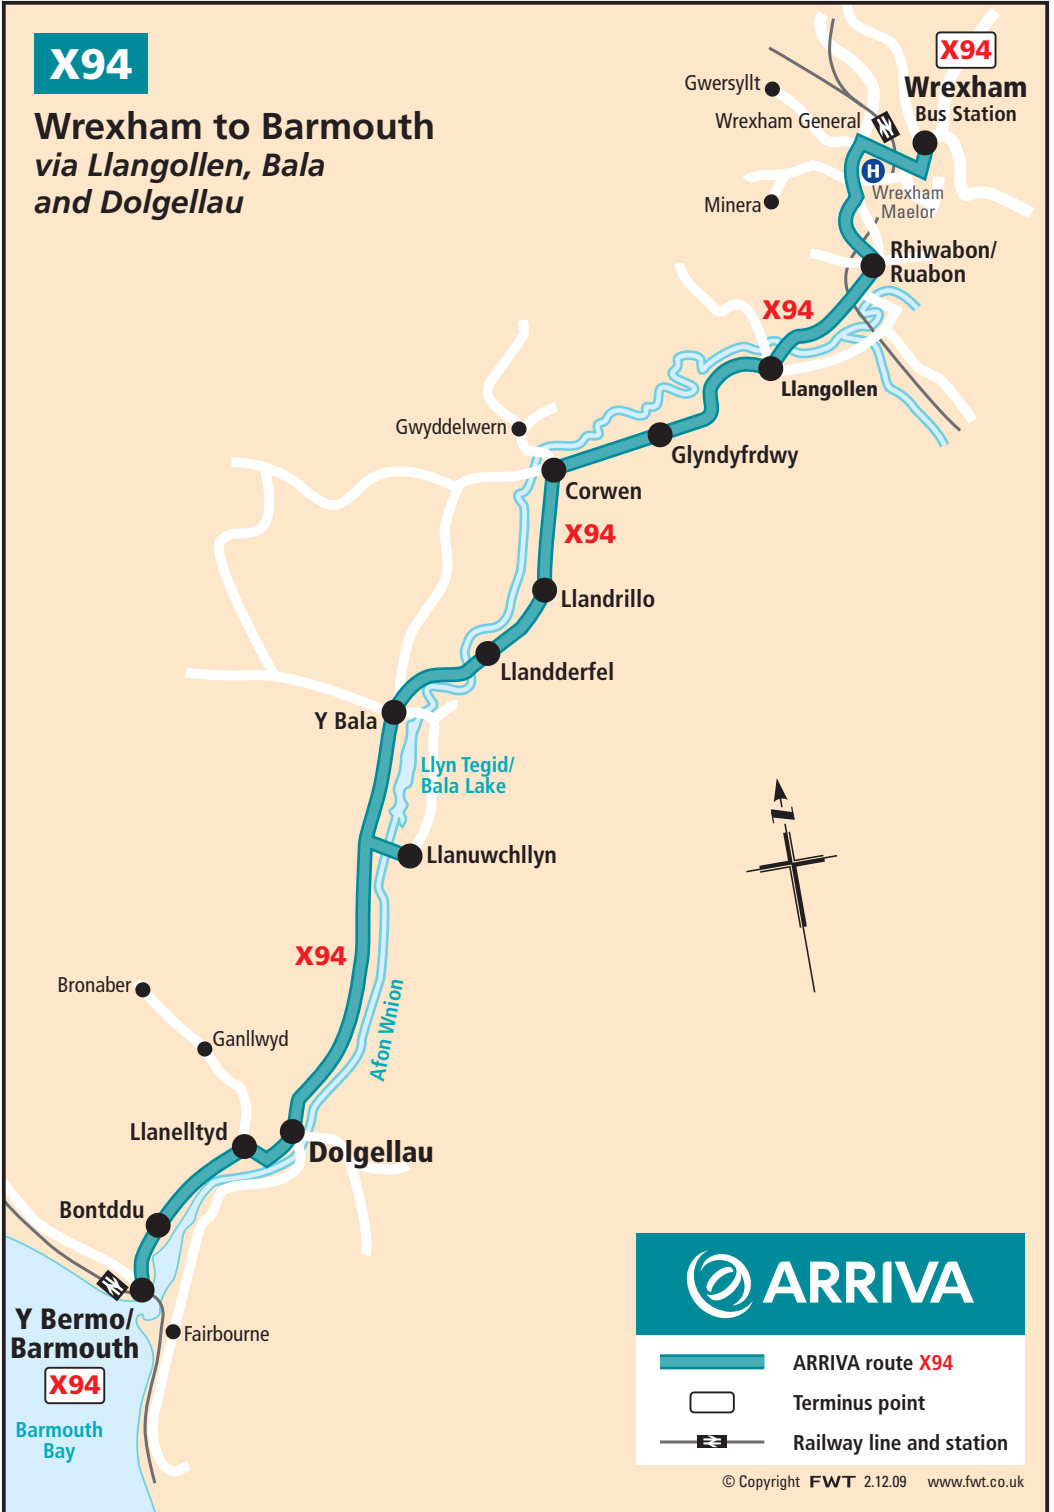 X94
Wrexham to Barmouth
via Llangollen, Bala
and Dolgellau
X94
Wrexham
Bus Station
Gwersyllt
Wrexham General
H
Wrexham
Maelor
Minera
Rhiwabon/
Ruabon
X94
Llangollen
Gwyddelwern
Glyndyfrdwy
Corwen
X94
Llandrillo
Llandderfel
Y Bala
Llyn Tegid/
Bala Lake
N
Llanuwchllyn
X94
Bronaber
Afon Wnion
Ganllwyd
Llanelltyd
Dolgellau
Bontddu
Y Bermo/
Barmouth
X94
Fairbourne
Barmouth
Bay
ARRIVA
ARRIVA route X94
Terminus point
Railway line and station
© Copyright FWT 2.12.09 www.fwt.co.uk